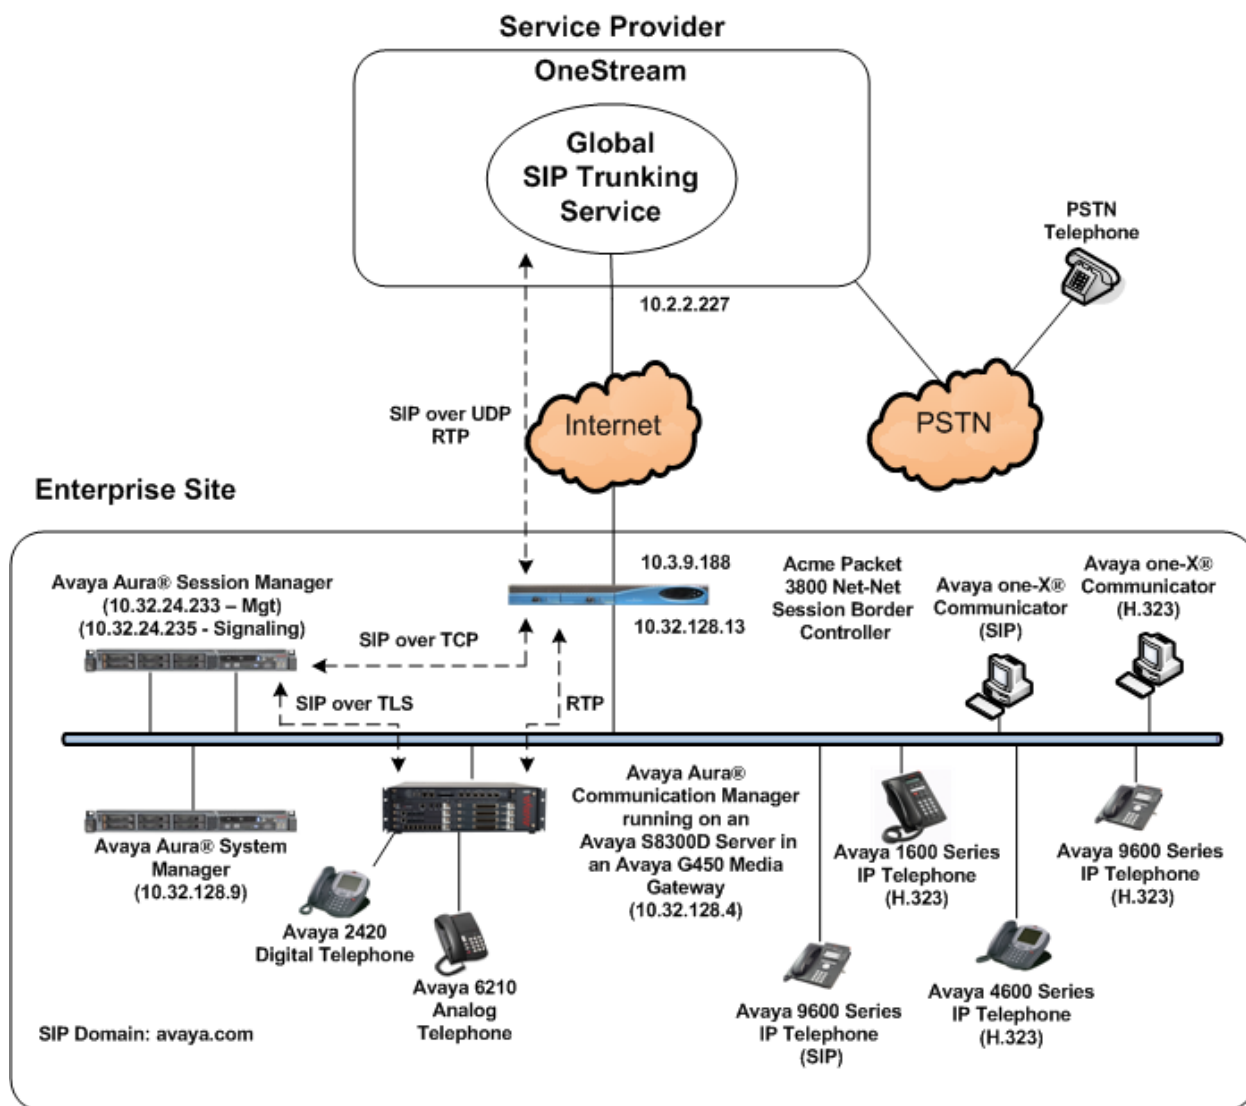 Service Provider
OneStream
Global
SIP Trunking
Service
PSTN
Telephone
10.2.2.227
SIP over UDP
RTP
Internet
PSTN
Enterprise Site
Avaya Aura® Session Manager
(10.32.24.233 – Mgt)
(10.32.24.235 - Signaling)
10.3.9.188
10.32.128.13
Acme Packet
3800 Net-Net
Session Border
Controller
Avaya one-X®
Communicator
(SIP)
Avaya one-X®
Communicator
(H.323)
SIP over TCP
SIP over TLS
RTP
Avaya Aura® System
Manager
(10.32.128.9)
Avaya 2420
Digital Telephone
Avaya 6210
Analog
Telephone
Avaya Aura®
Communication Manager
running on an
Avaya S8300D Server in
an Avaya G450 Media
Gateway
(10.32.128.4)
Avaya 1600 Series
IP Telephone
(H.323)
Avaya 9600 Series
IP Telephone
(H.323)
Avaya 9600 Series
IP Telephone
(SIP)
Avaya 4600 Series
IP Telephone
(H.323)
SIP Domain: avaya.com